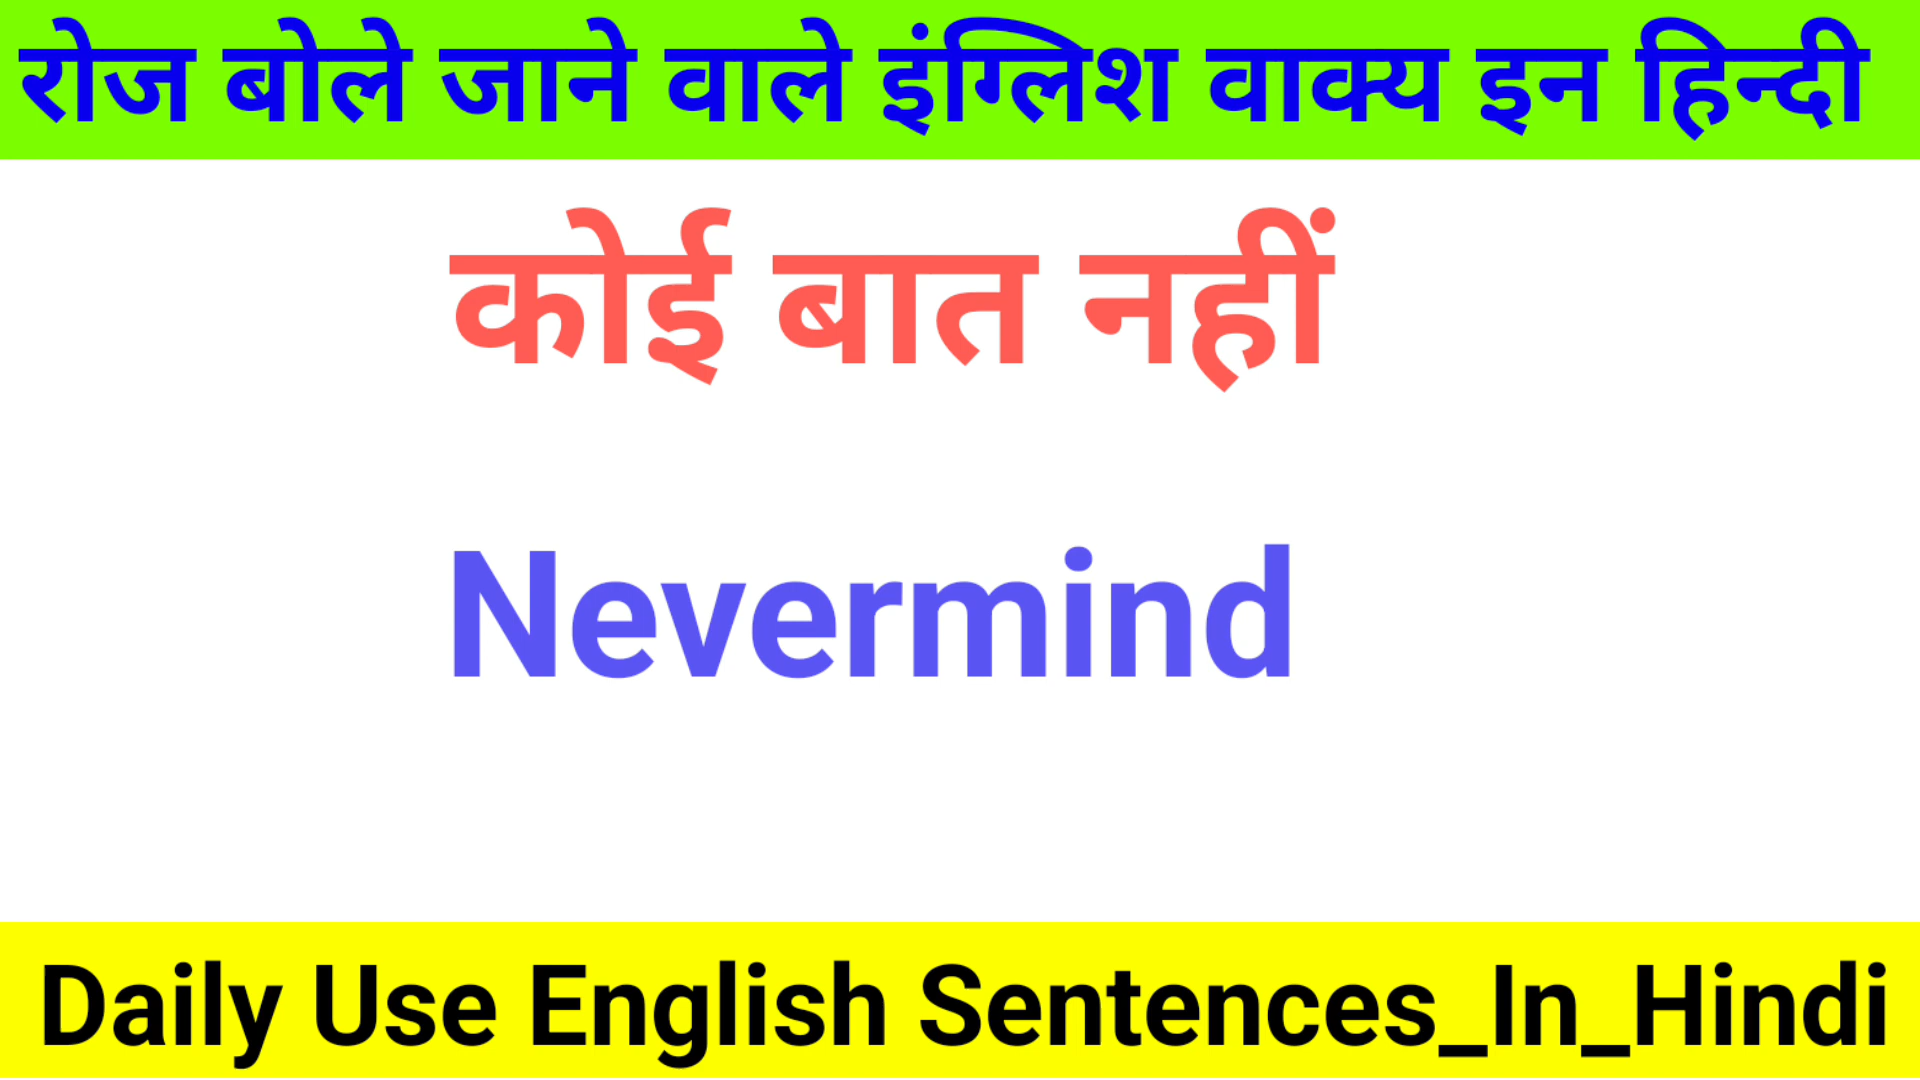 रोज बोले जाने वाले इंग्लिश वाक्य इन हिन्दी
कोई बात नहीं
Nevermind
Daily Use English Sentences_In_Hindi